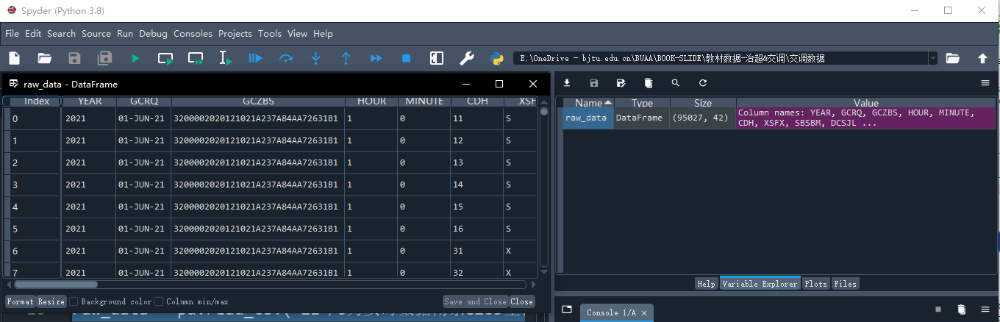 Spyder (Python 3.8)
File Edit Search Source Run Debug Consoles Projects Tools View Help
E:\OneDrive - bjtu.edu.cn\BUAA\BOOK-SLIDE\教材数据-治超&交调\交调数据
raw_data - DataFrame
Index YEAR GCRQ GCZBS HOUR MINUTE CDH XSF
0 2021 01-JUN-21 3200002020121021A237A84AA72631B1 1 0 11 S
1 2021 01-JUN-21 3200002020121021A237A84AA72631B1 1 0 12 S
2 2021 01-JUN-21 3200002020121021A237A84AA72631B1 1 0 13 S
3 2021 01-JUN-21 3200002020121021A237A84AA72631B1 1 0 14 S
4 2021 01-JUN-21 3200002020121021A237A84AA72631B1 1 0 15 S
5 2021 01-JUN-21 3200002020121021A237A84AA72631B1 1 0 16 S
6 2021 01-JUN-21 3200002020121021A237A84AA72631B1 1 0 31 X
7 2021 01-JUN-21 3200002020121021A237A84AA72631B1 1 0 32 X
Format Resize Background color Column min/max Save and Close Close
Name Type Size Value
raw_data DataFrame (95027, 42) Column names: YEAR, GCRQ, GCZBS, HOUR, MINUTE,
CDH, XSFX, SBSBM, DCSJL ...
Help Variable Explorer Plots Files
Console 1/A